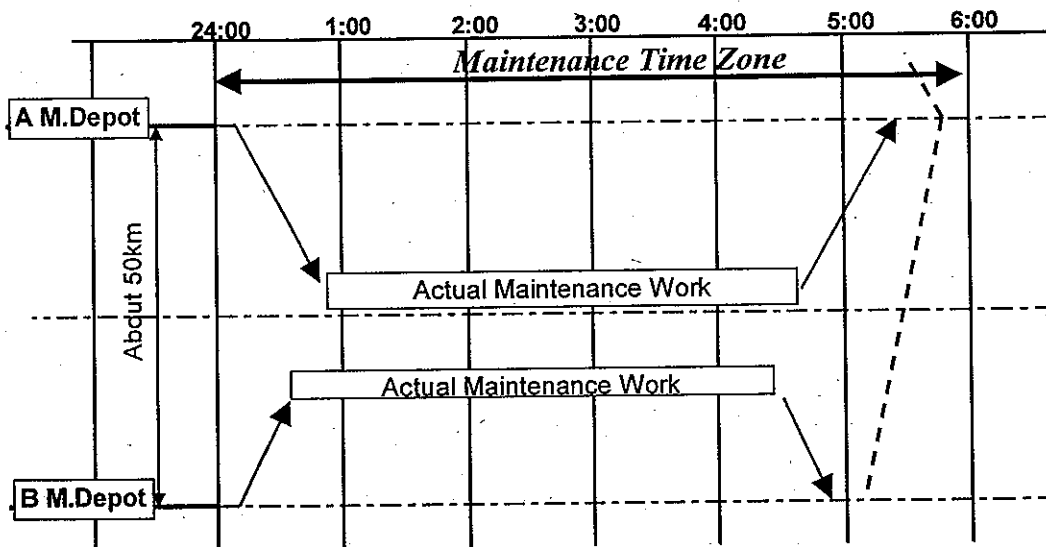 24:00 1:00 2:00 3:00 4:00 5:00 6:00
Maintenance Time Zone
A M.Depot
About 50km
Actual Maintenance Work
Actual Maintenance Work
B M.Depot